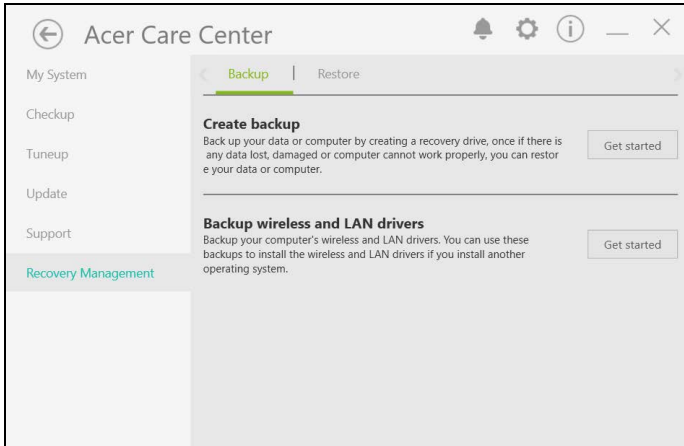 Acer Care Center
My System
Checkup
Tuneup
Update
Support
Recovery Management
Backup | Restore
Create backup
Back up your data or computer by creating a recovery drive, once if there is
any data lost, damaged or computer cannot work properly, you can restor
e your data or computer.
Get started
Backup wireless and LAN drivers
Backup your computer's wireless and LAN drivers. You can use these
backups to install the wireless and LAN drivers if you install another
operating system.
Get started